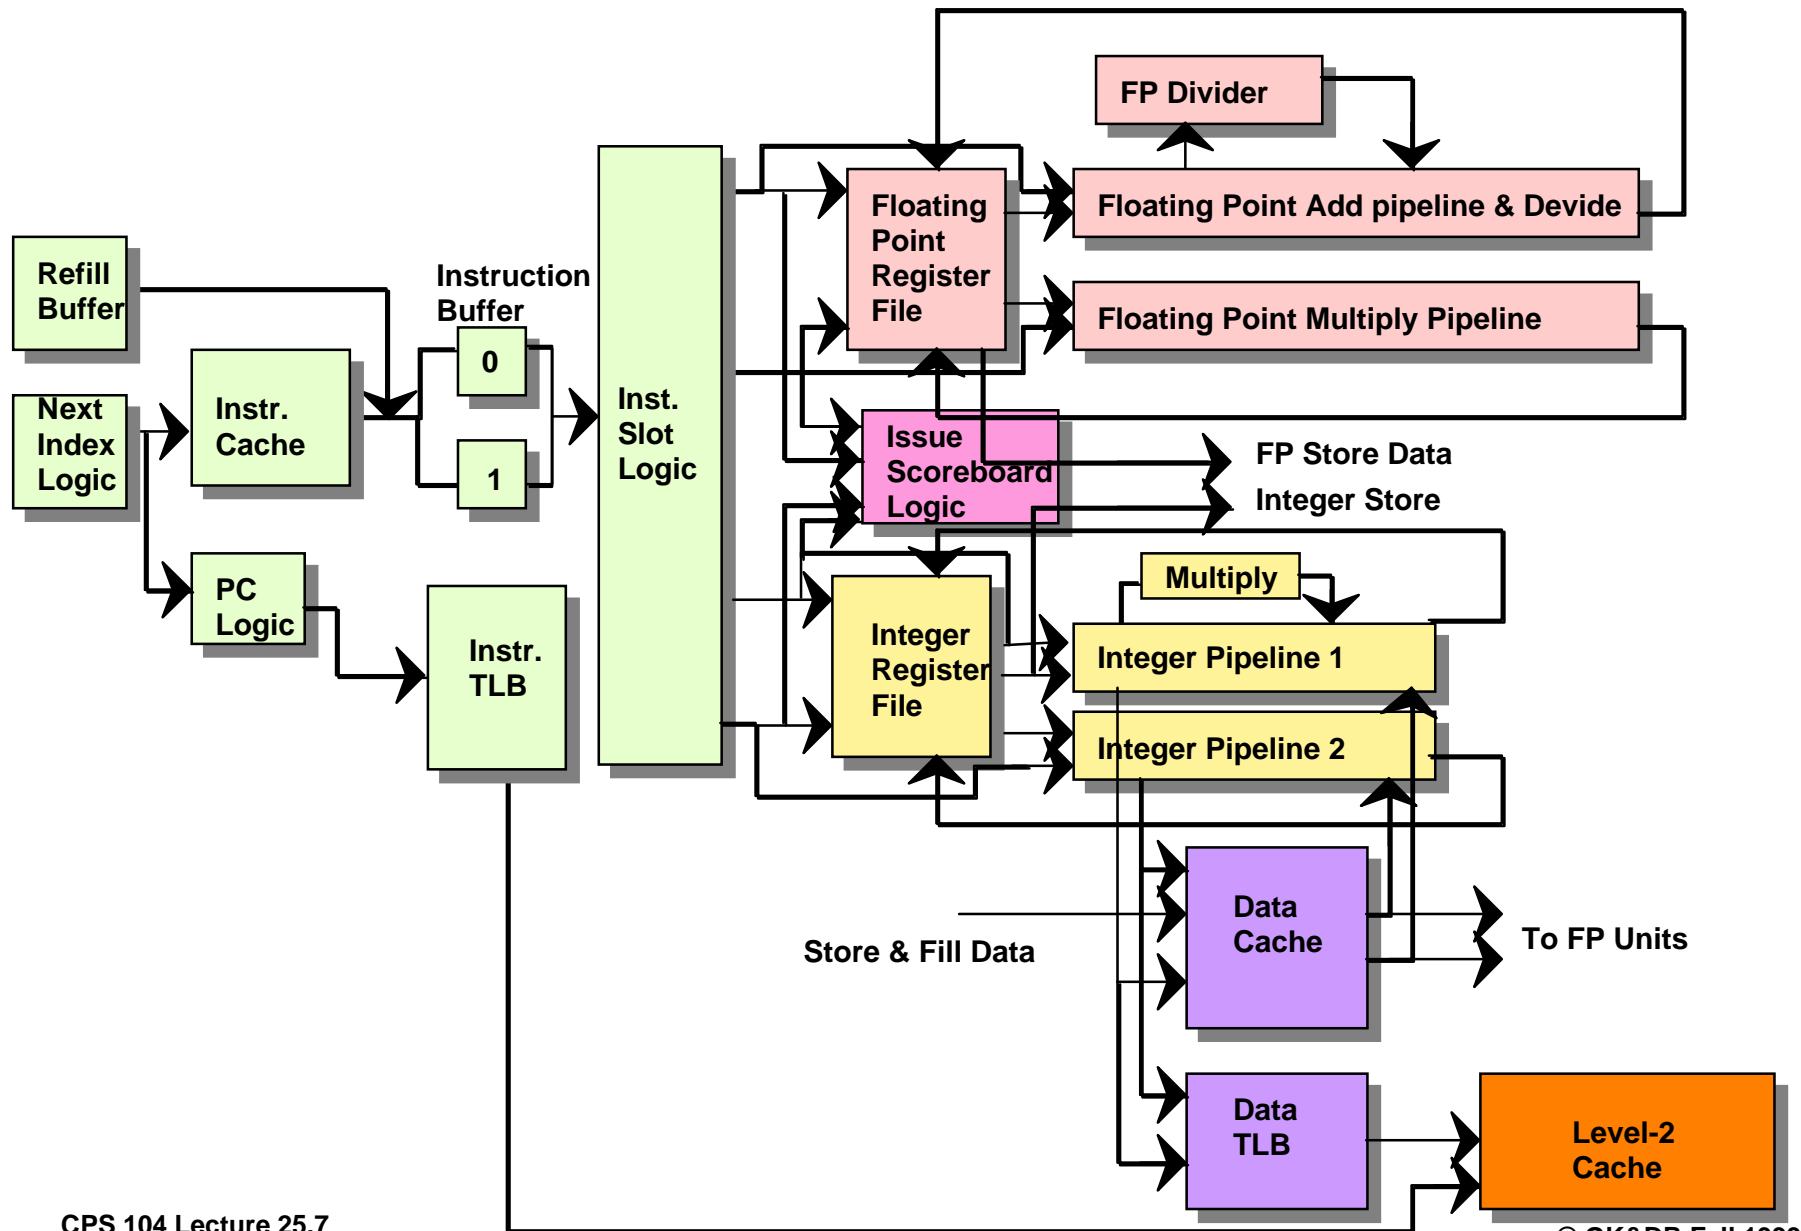 FP Divider
Floating Point Add pipeline & Devide
Floating
Point
Register
File
Floating Point Multiply Pipeline
Refill
Buffer
Instruction
Buffer
0
1
Next
Index
Logic
Instr.
Cache
Inst.
Slot
Logic
Issue
Scoreboard
Logic
FP Store Data
Integer Store
PC
Logic
Instr.
TLB
Multiply
Integer
Register
File
Integer Pipeline 1
Integer Pipeline 2
Data
Cache
Store & Fill Data
To FP Units
Data
TLB
Level-2
Cache
CPS 104 Lecture 25.7